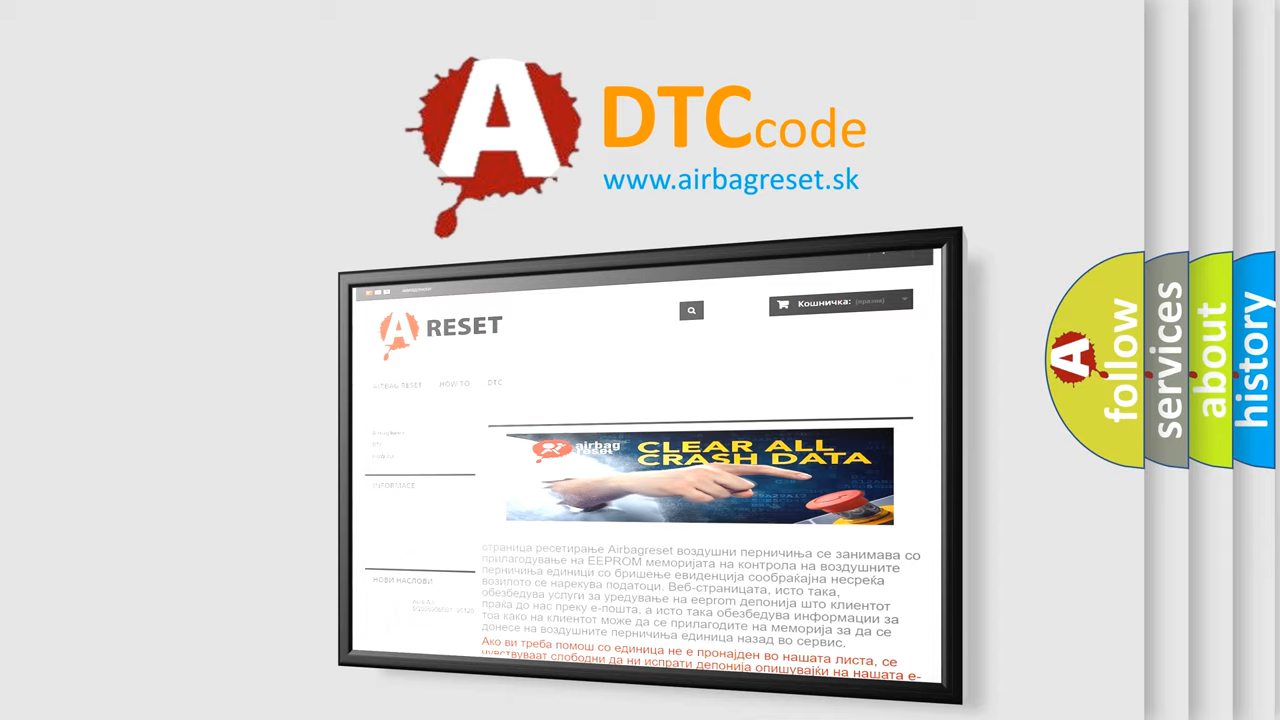 A DTCcode
www.airbagreset.sk
A RESET
Кошничка: (празни)
AIRBAG RESET HOW TO DTC
INFORMACE
НОВИ НАСЛОВИ
airbag
reset
CLEAR ALL
CRASH DATA
страница ресетирање Airbagreset воздушни перничиња се занимава со
прилагодување на EEPROM меморијата на контрола на воздушните
перничиња единици со бришење евиденција сообраќајна несреќа
возилото се нарекува податоци. Веб-страницата, исто така,
обезбедува услуги за уредување на eeprom депонија што клиентот
праќа до нас преку е-пошта, а исто така обезбедува информации за
тоа како на клиентот може да се прилагодите на меморија за да се
донесе на воздушните перничиња единица назад во сервис.
Ако ви треба помош со единица не е пронајден во нашата листа, се
чувствуваат слободни да ни испрати депонија опишувајќи на нашата е-
A
follow
services
about
history